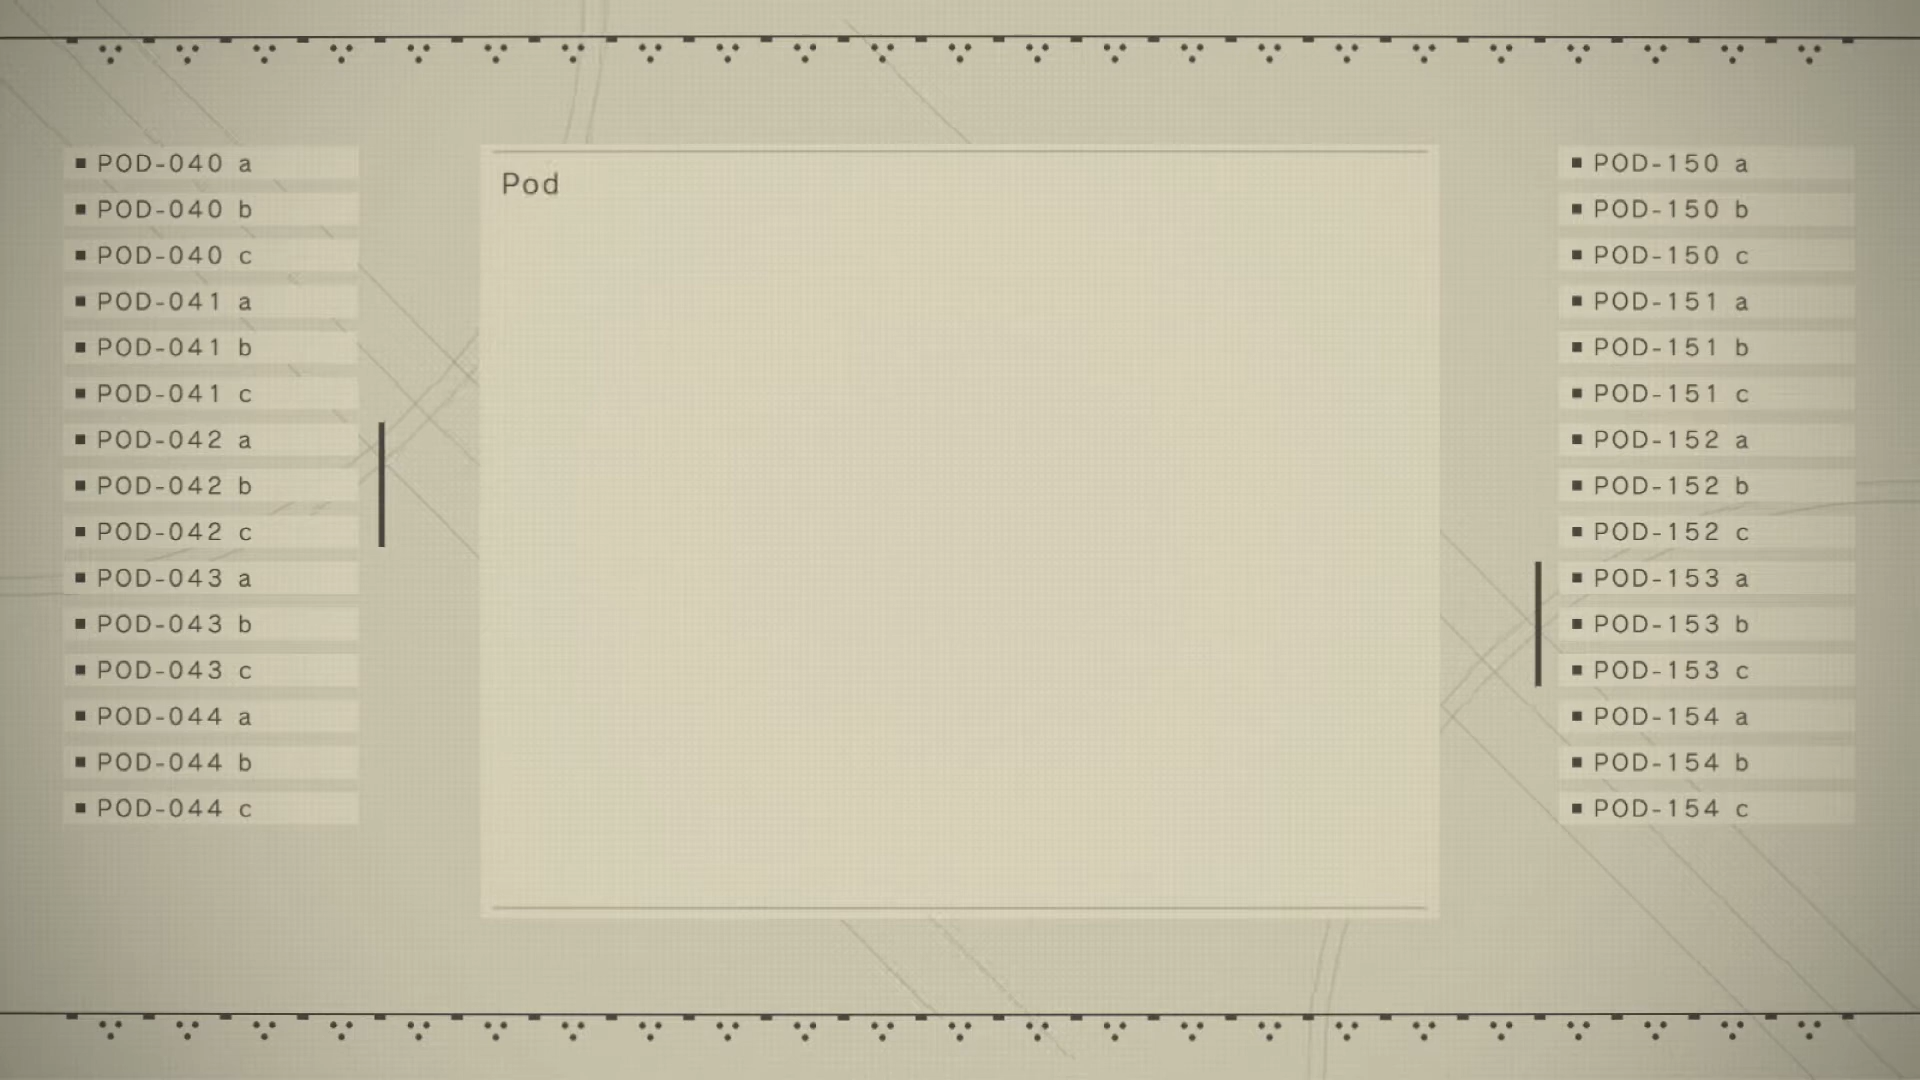 POD-040 a
POD-040 b
POD-040 c
POD-041 a
POD-041 b
POD-041 c
POD-042 a
POD-042 b
POD-042 c
POD-043 a
POD-043 b
POD-043 c
POD-044 a
POD-044 b
POD-044 c
Pod
POD-150 a
POD-150 b
POD-150 c
POD-151 a
POD-151 b
POD-151 c
POD-152 a
POD-152 b
POD-152 c
POD-153 a
POD-153 b
POD-153 c
POD-154 a
POD-154 b
POD-154 c